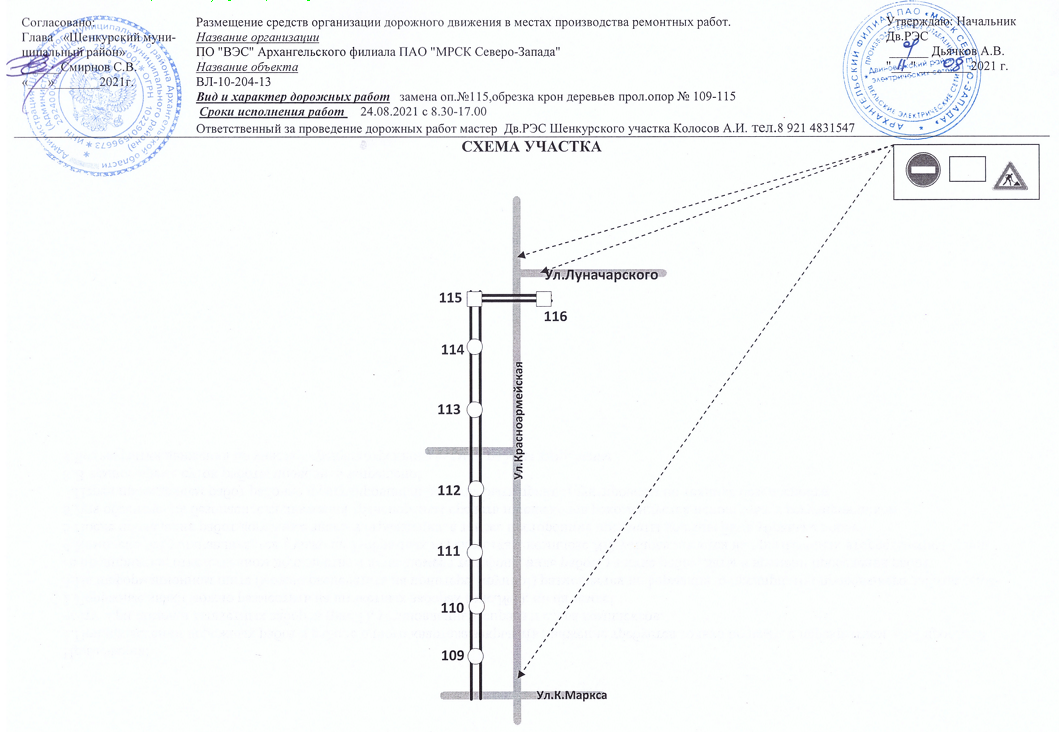 Согласовано:
Глава «Шенкурский муни-
ципальный район»
Смирнов С.В.
« » 2021г.
Размещение средств организации дорожного движения в местах производства ремонтных работ.
Название организации
ПО "ВЭС" Архангельского филиала ПАО "МРСК Северо-Запада"
Название объекта
ВЛ-10-204-13
Вид и характер дорожных работ замена оп.№115,обрезка крон деревьев прол.опор № 109-115
Сроки исполнения работ 24.08.2021 с 8.30-17.00
Ответственный за проведение дорожных работ мастер Дв.РЭС Шенкурского участка Колосов А.И. тел.8 921 4831547
Утверждаю: Начальник
Дв.РЭС
Дьячков А.В.
" " 08 2021 г.
СХЕМА УЧАСТКА
Ул.Луначарского
115
116
114
113
Ул.Красноармейская
112
111
110
109
Ул.К.Маркса